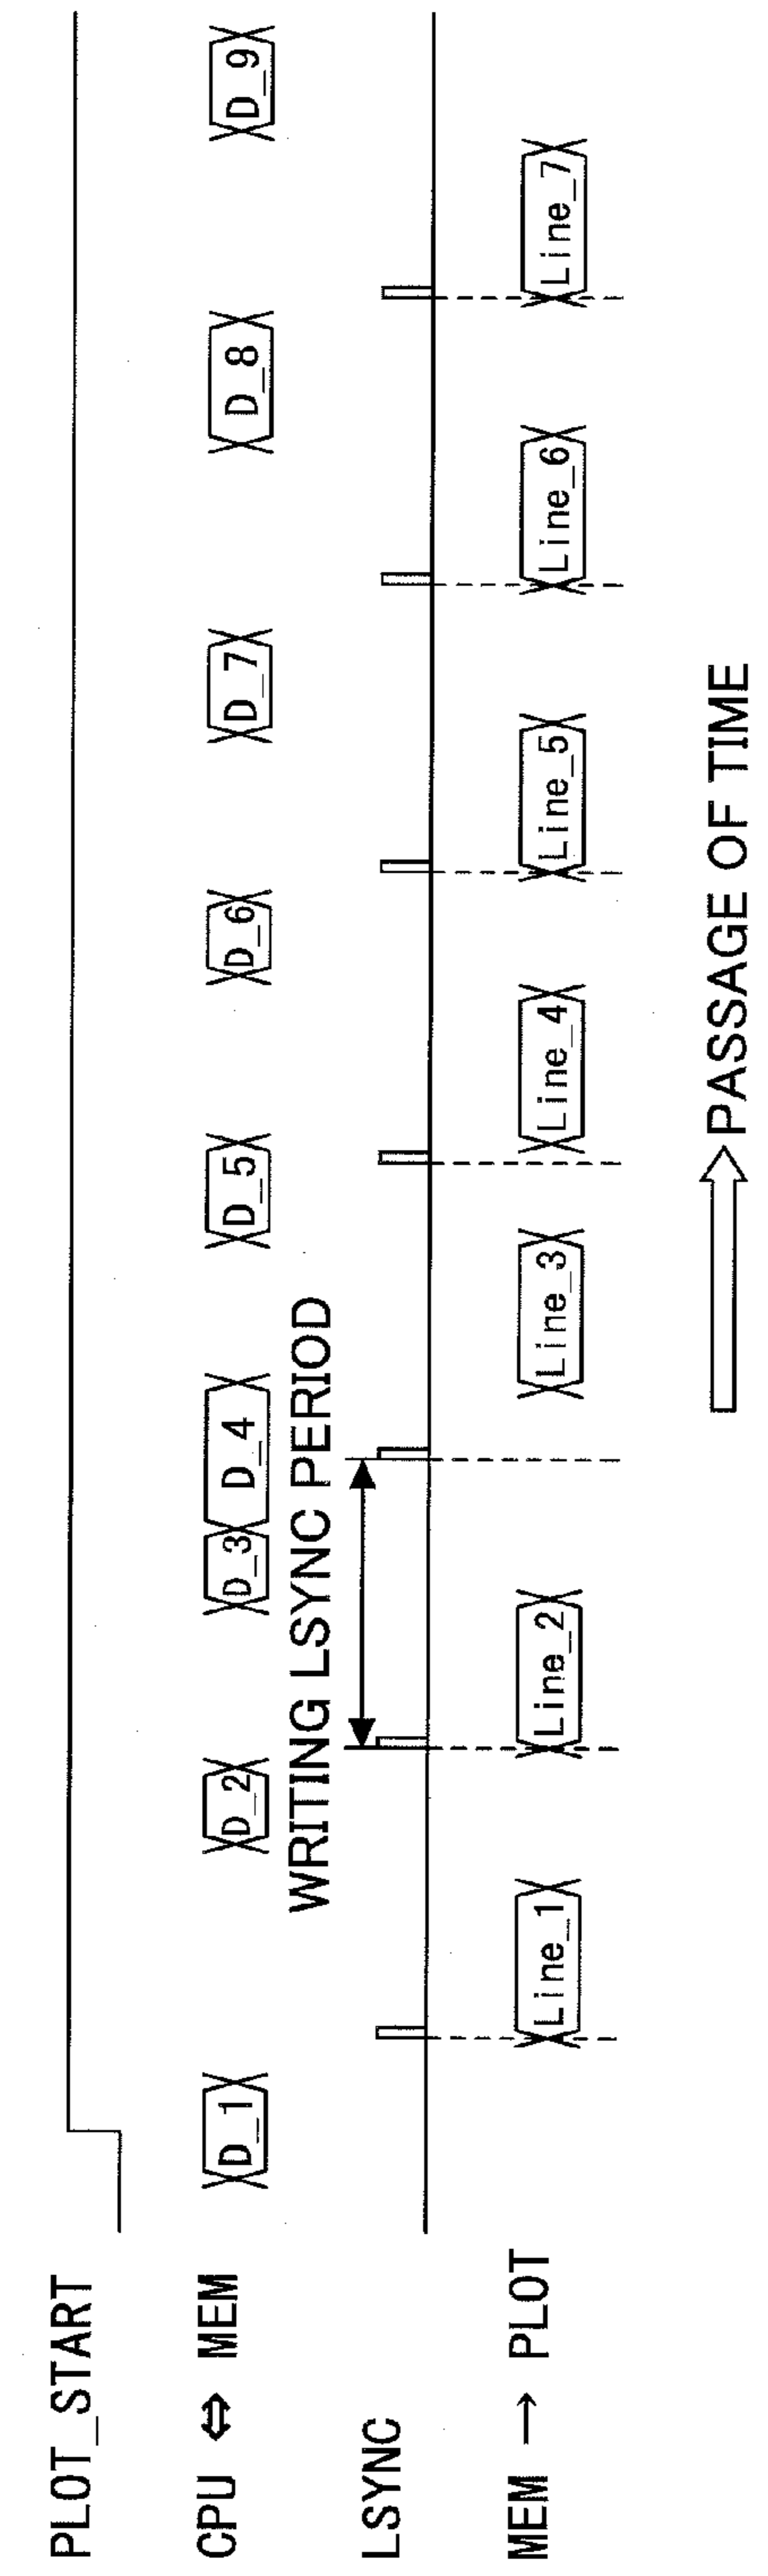 PLOT_START
CPU ⇔ MEM
D_1 D_2 D_3 D_4 D_5 D_6 D_7 D_8 D_9
WRITING LSYNC PERIOD
LSYNC
MEM → PLOT
Line_1 Line_2 Line_3 Line_4 Line_5 Line_6 Line_7
PASSAGE OF TIME